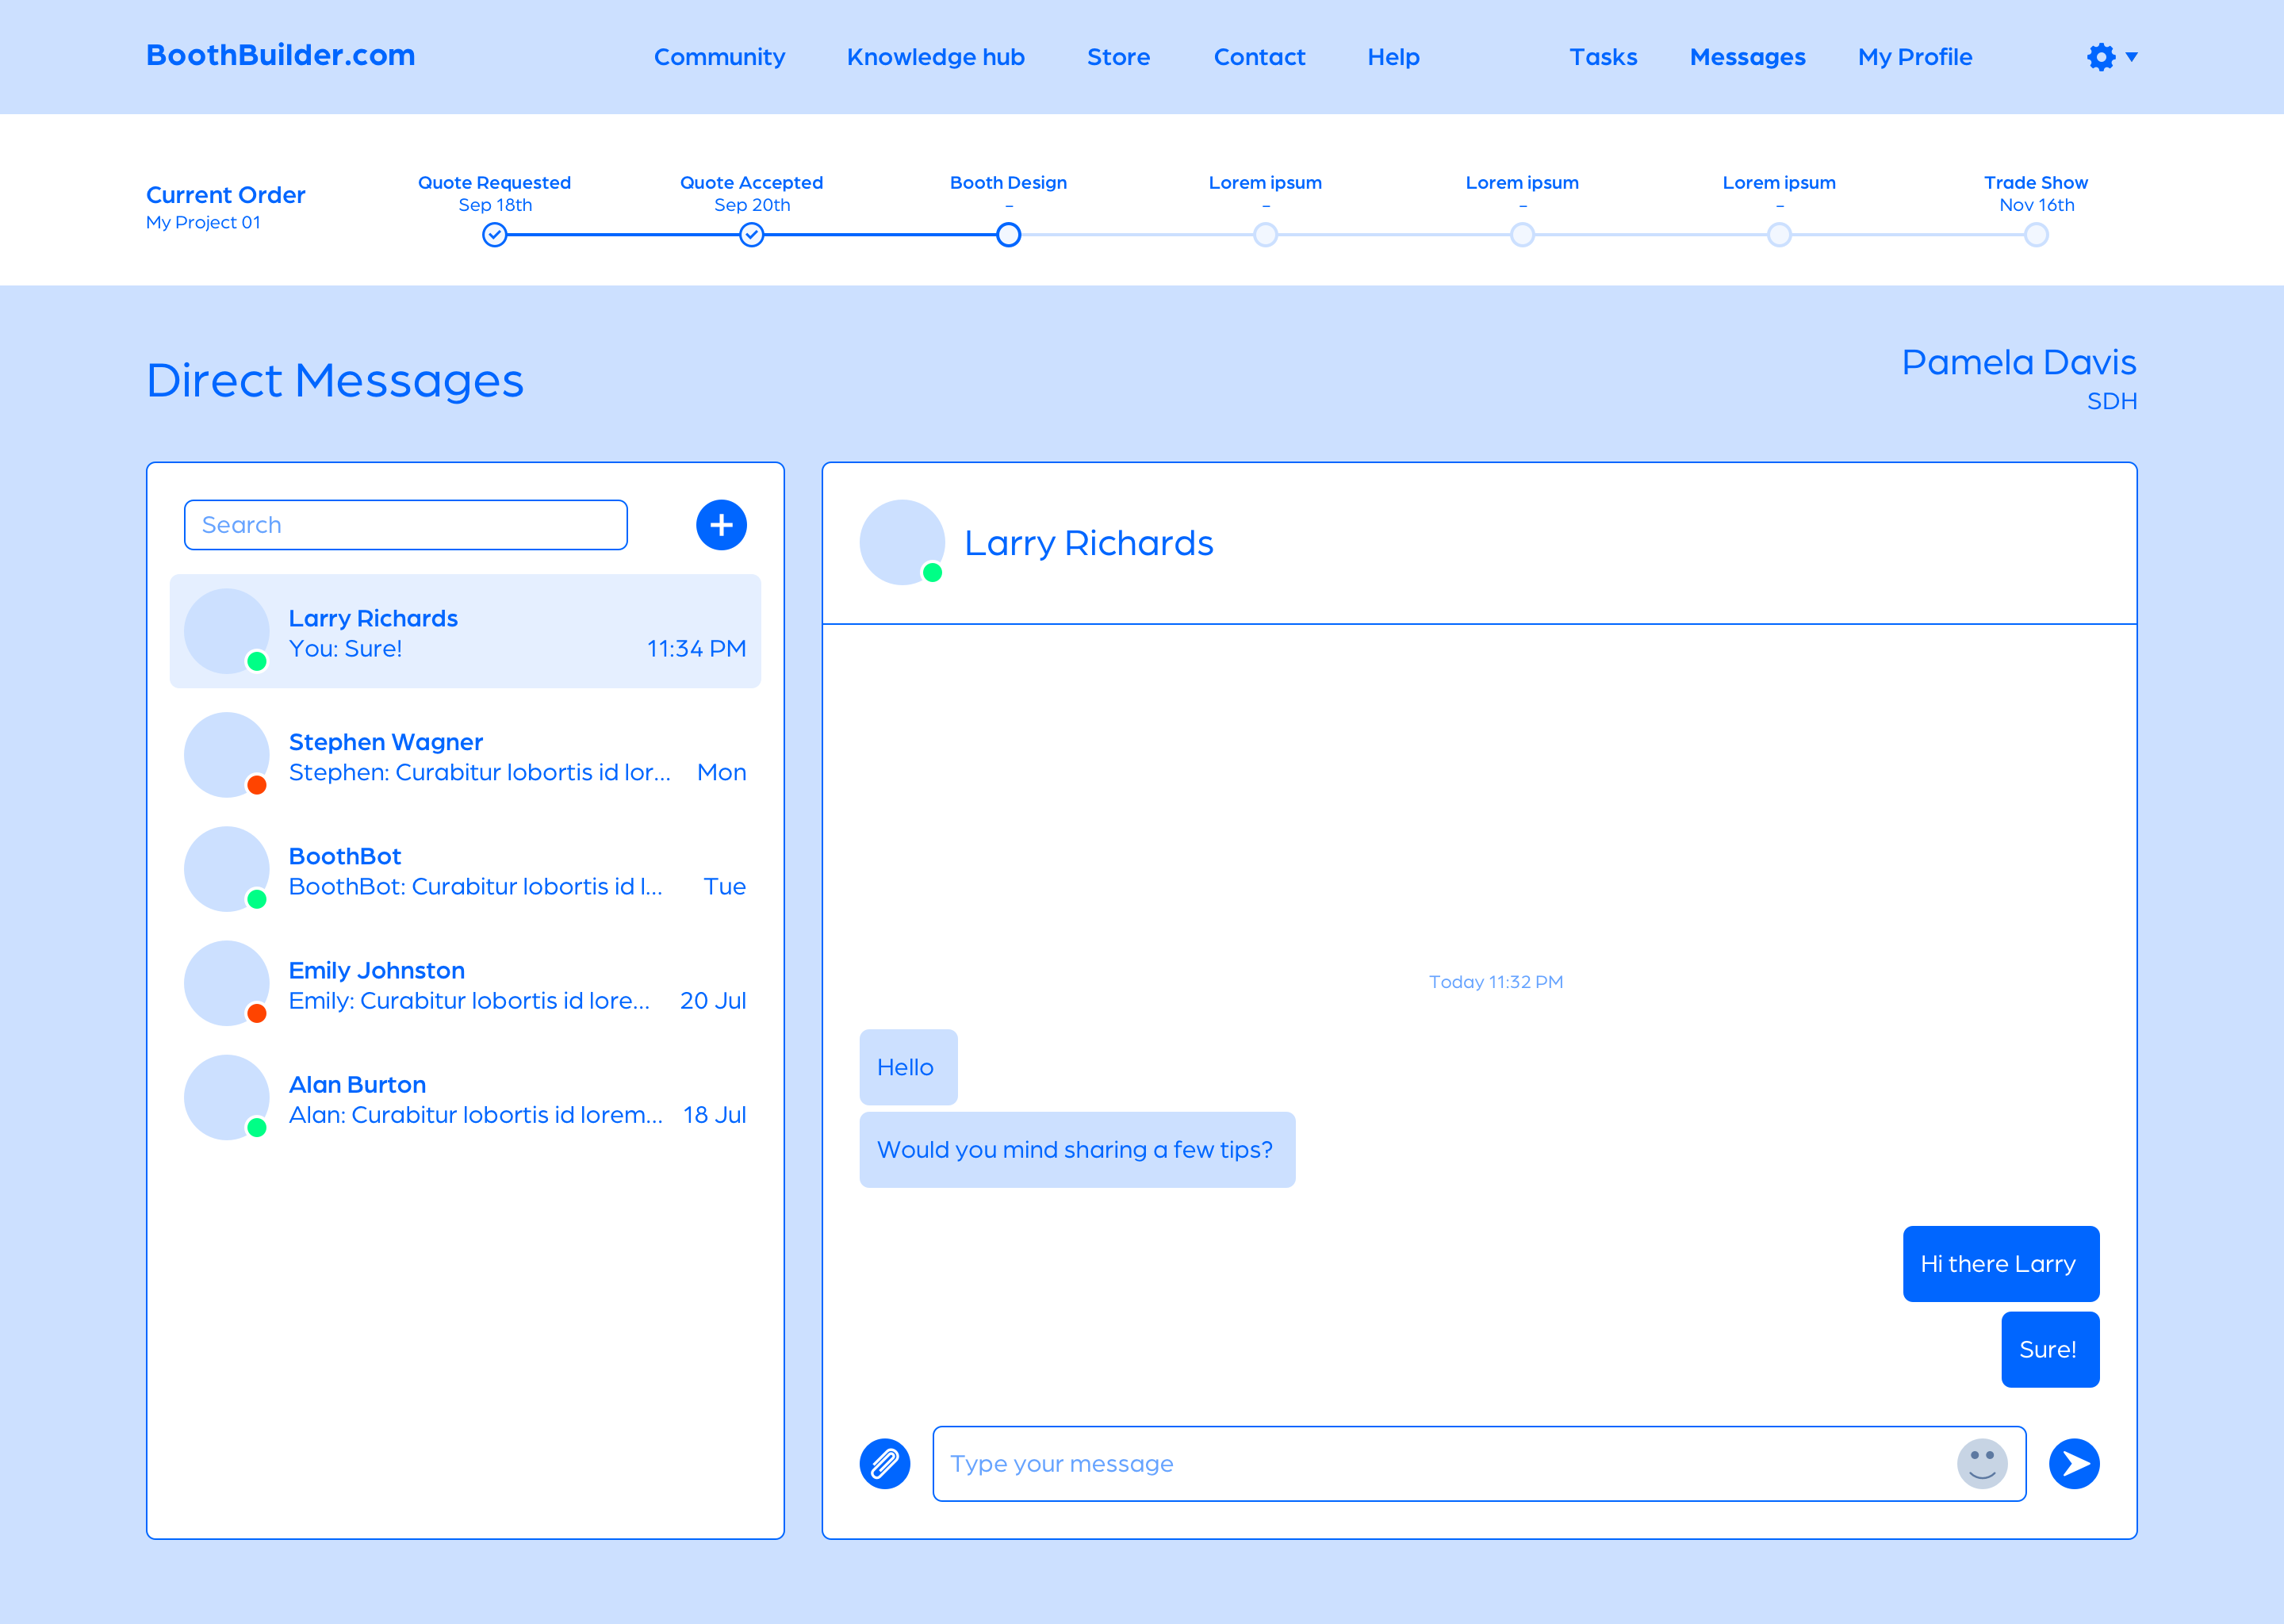 BoothBuilder.com
Community Knowledge hub Store Contact Help Tasks Messages My Profile
Current Order
My Project 01
Quote Requested
Sep 18th
Quote Accepted
Sep 20th
Booth Design
-
Lorem ipsum
-
Lorem ipsum
-
Lorem ipsum
-
Trade Show
Nov 16th
Direct Messages
Pamela Davis
SDH
Search
Larry Richards
You: Sure! 11:34 PM
Stephen Wagner
Stephen: Curabitur lobortis id lor... Mon
BoothBot
BoothBot: Curabitur lobortis id l... Tue
Emily Johnston
Emily: Curabitur lobortis id lore... 20 Jul
Alan Burton
Alan: Curabitur lobortis id lorem... 18 Jul
Larry Richards
Today 11:32 PM
Hello
Would you mind sharing a few tips?
Hi there Larry
Sure!
Type your message